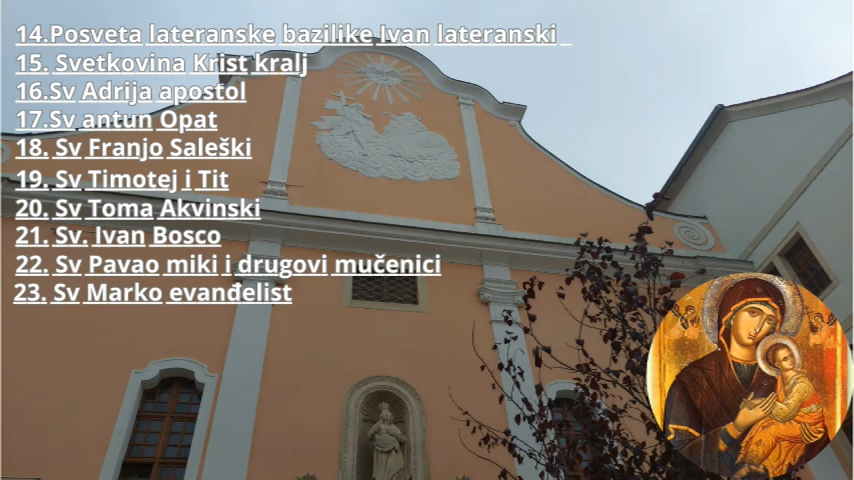 14.Posveta lateranske bazilike Ivan lateranski
15. Svetkovina Krist kralj
16.Sv Adrija apostol
17.Sv antun Opat
18. Sv Franjo Saleški
19. Sv Timotej i Tit
20. Sv Toma Akvinski
21. Sv. Ivan Bosco
22. Sv Pavao miki i drugovi mučenici
23. Sv Marko evanđelist